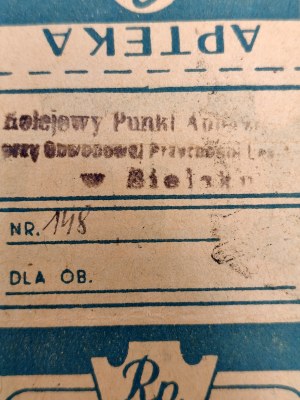 APTEKA
Kolejowy Punkt
przy Obwodowej Przychodni
w Bielsku
NR. 148
DLA OB.
Rp.